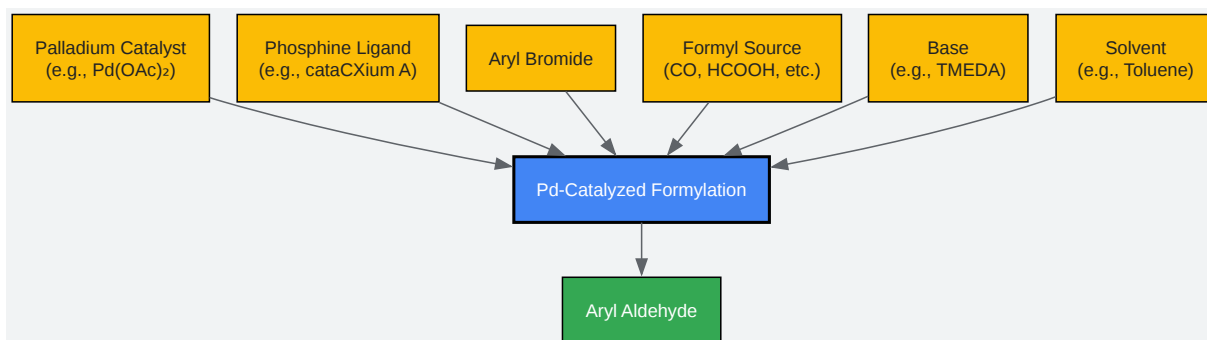 Palladium Catalyst
(e.g., Pd(OAc)₂)
Phosphine Ligand
(e.g., cataCXium A)
Aryl Bromide
Formyl Source
(CO, HCOOH, etc.)
Base
(e.g., TMEDA)
Solvent
(e.g., Toluene)
Pd-Catalyzed Formylation
Aryl Aldehyde